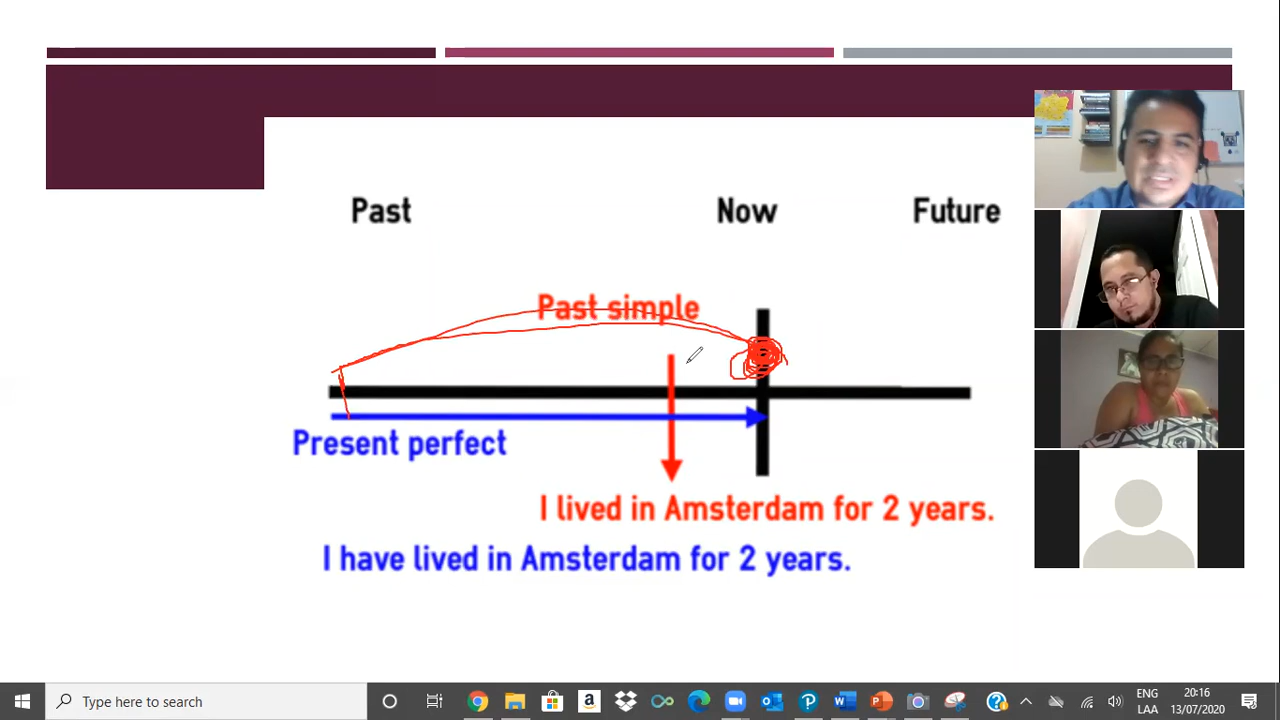 Past Now Future
Past simple
Present perfect
I lived in Amsterdam for 2 years.
I have lived in Amsterdam for 2 years.
Type here to search
ENG 20:16
LAA 13/07/2020